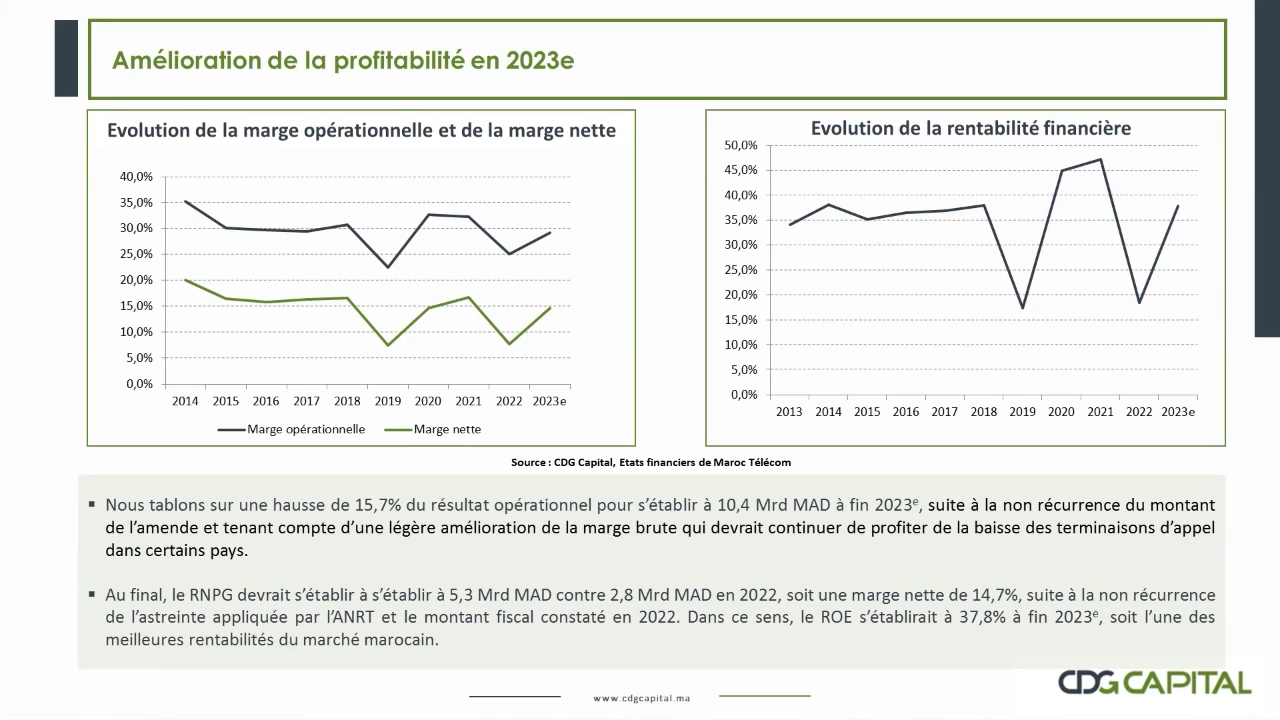 Amélioration de la profitabilité en 2023e
Evolution de la marge opérationnelle et de la marge nette
40,0%
35,0%
30,0%
25,0%
20,0%
15,0%
10,0%
5,0%
0,0%
2014 2015 2016 2017 2018 2019 2020 2021 2022 2023e
Marge opérationnelle Marge nette
Evolution de la rentabilité financière
50,0%
45,0%
40,0%
35,0%
30,0%
25,0%
20,0%
15,0%
10,0%
5,0%
0,0%
2013 2014 2015 2016 2017 2018 2019 2020 2021 2022 2023e
Source : CDG Capital, Etats financiers de Maroc Télécom
▪ Nous tablons sur une hausse de 15,7% du résultat opérationnel pour s’établir à 10,4 Mrd MAD à fin 2023ᵉ, suite à la non récurrence du montant
de l’amende et tenant compte d’une légère amélioration de la marge brute qui devrait continuer de profiter de la baisse des terminaisons d’appel
dans certains pays.
▪ Au final, le RNPG devrait s’établir à s’établir à 5,3 Mrd MAD contre 2,8 Mrd MAD en 2022, soit une marge nette de 14,7%, suite à la non récurrence
de l’astreinte appliquée par l’ANRT et le montant fiscal constaté en 2022. Dans ce sens, le ROE s’établirait à 37,8% à fin 2023ᵉ, soit l’une des
meilleures rentabilités du marché marocain.
www.cdgcapital.ma
CDG CAPITAL